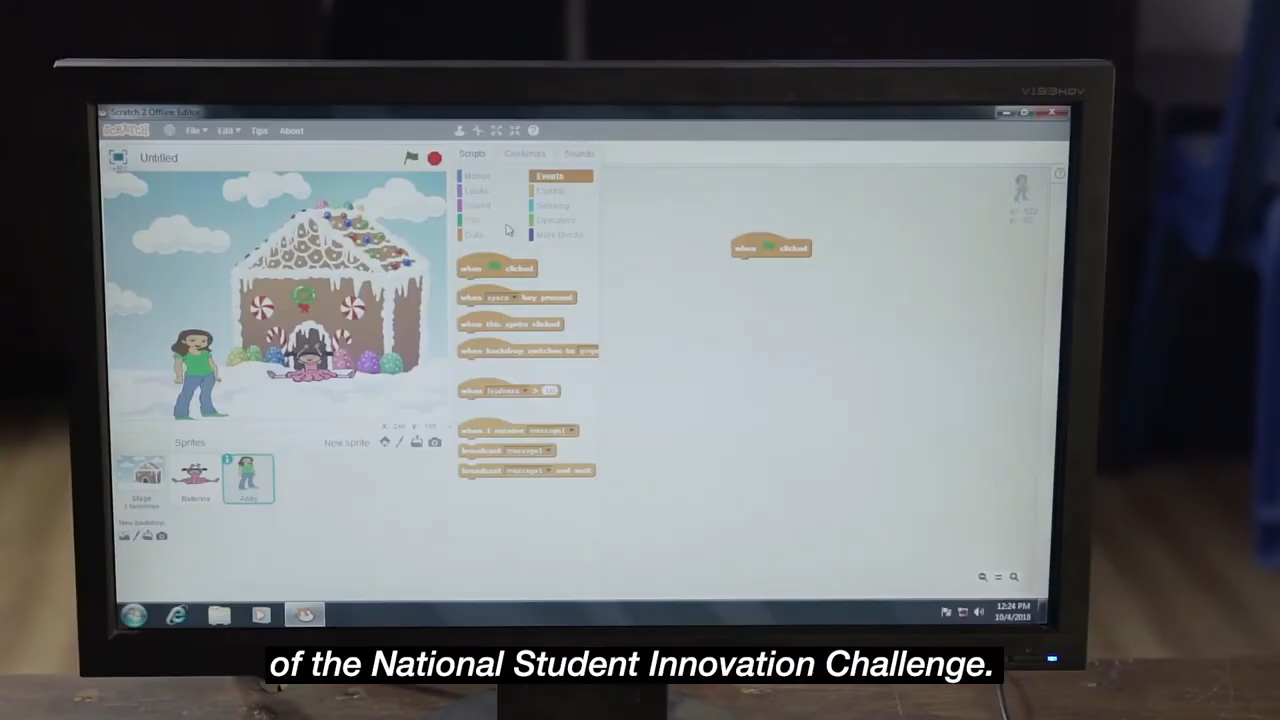 V193HQV
Scratch 2 Offline Editor
SCRATCH File Edit Tips About
Untitled
Scripts Costumes Sounds
Motion Events
Looks Control
Sound Sensing
Pen Operators
Data More Blocks
when clicked
when space key pressed
when this sprite clicked
when backdrop switches to
when loudness > 10
when I receive message1
broadcast message1
broadcast message1 and wait
when clicked
Sprites New sprite
Stage
2 backdrops
Ballerina
Abby
New backdrop
12:24 PM
10/4/2018
of the National Student Innovation Challenge.